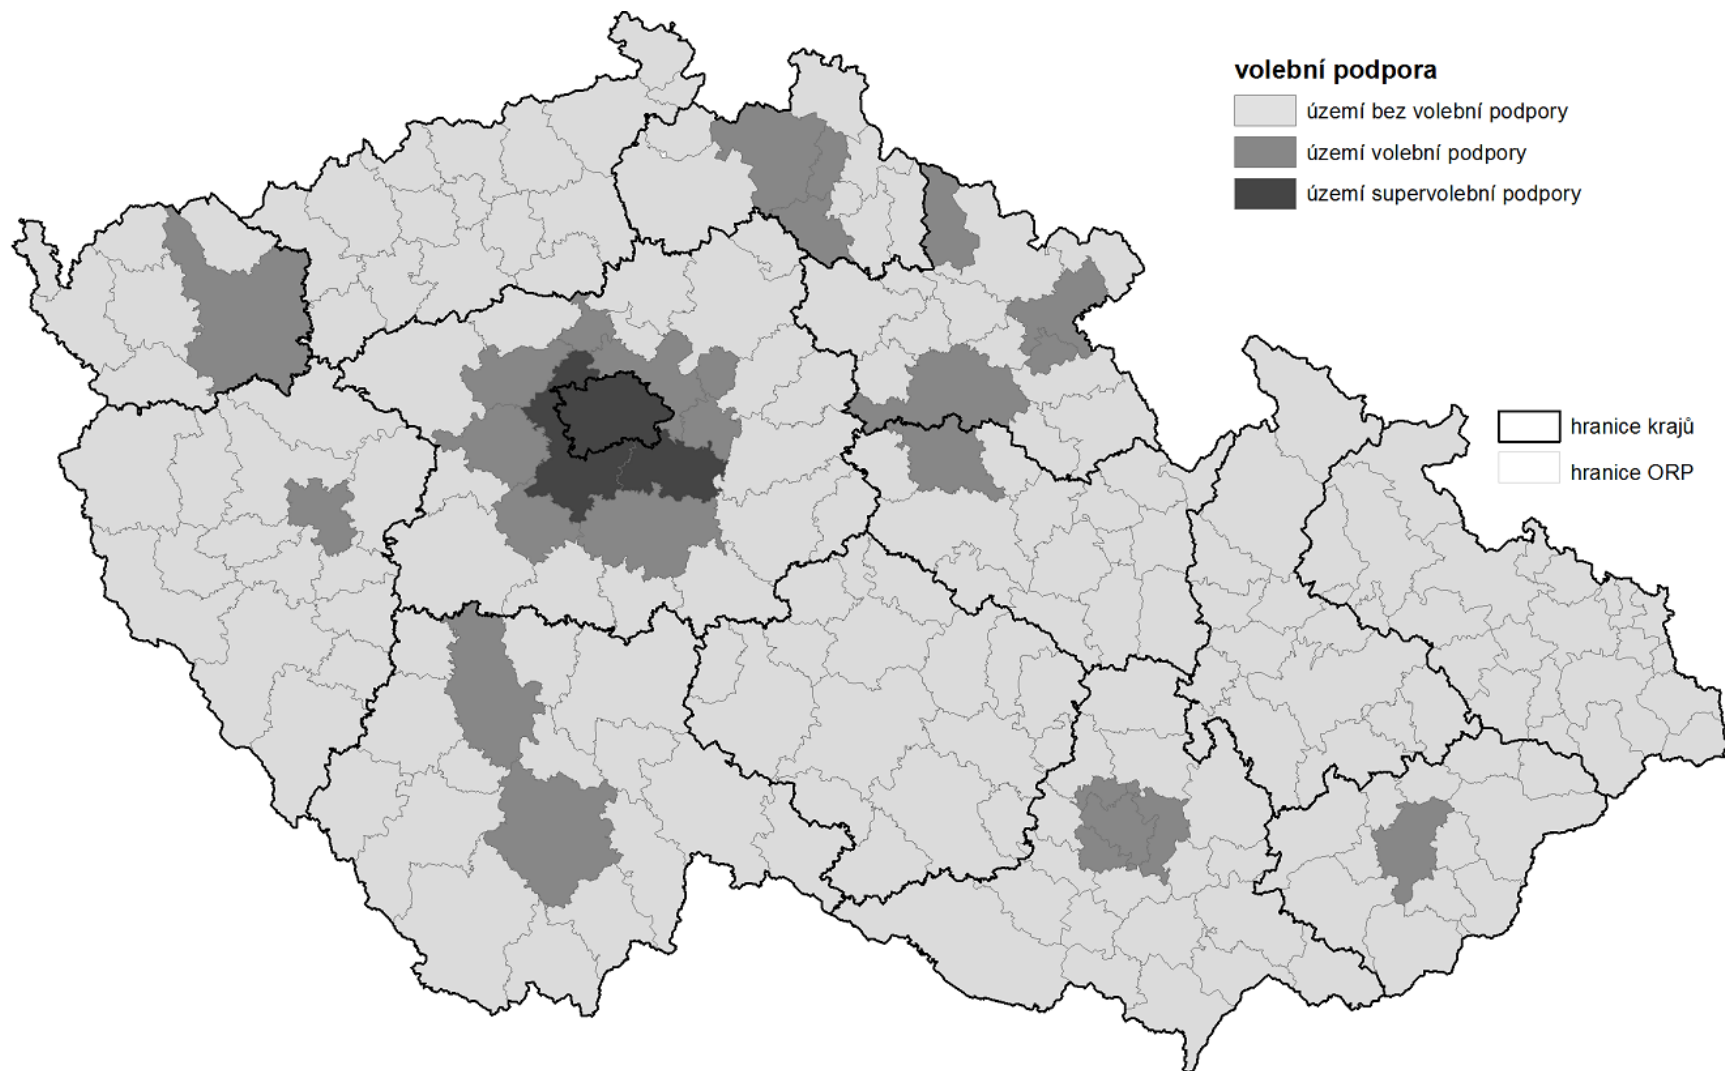 volební podpora
území bez volební podpory
území volební podpory
území supervolební podpory
hranice krajů
hranice ORP